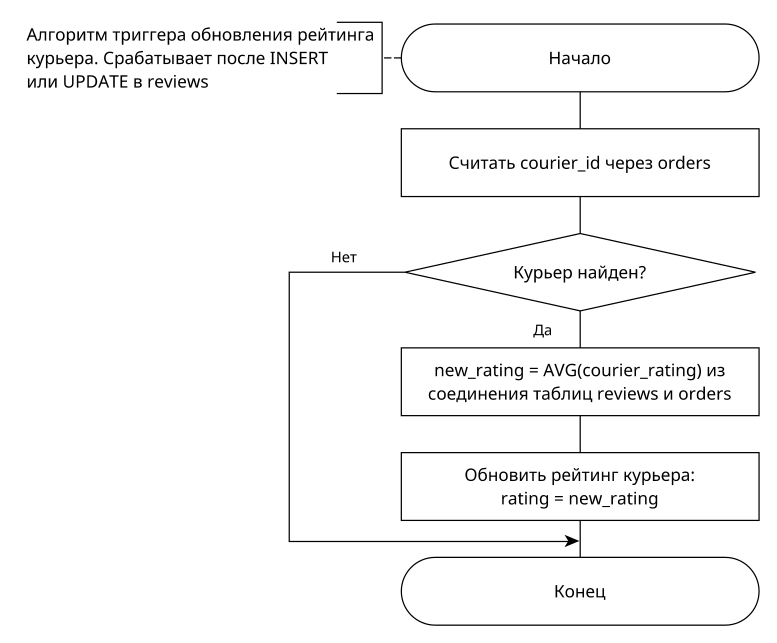 Алгоритм триггера обновления рейтинга
курьера. Срабатывает после INSERT
или UPDATE в reviews
Начало
Считать courier_id через orders
Курьер найден?
Нет
Да
new_rating = AVG(courier_rating) из
соединения таблиц reviews и orders
Обновить рейтинг курьера:
rating = new_rating
Конец